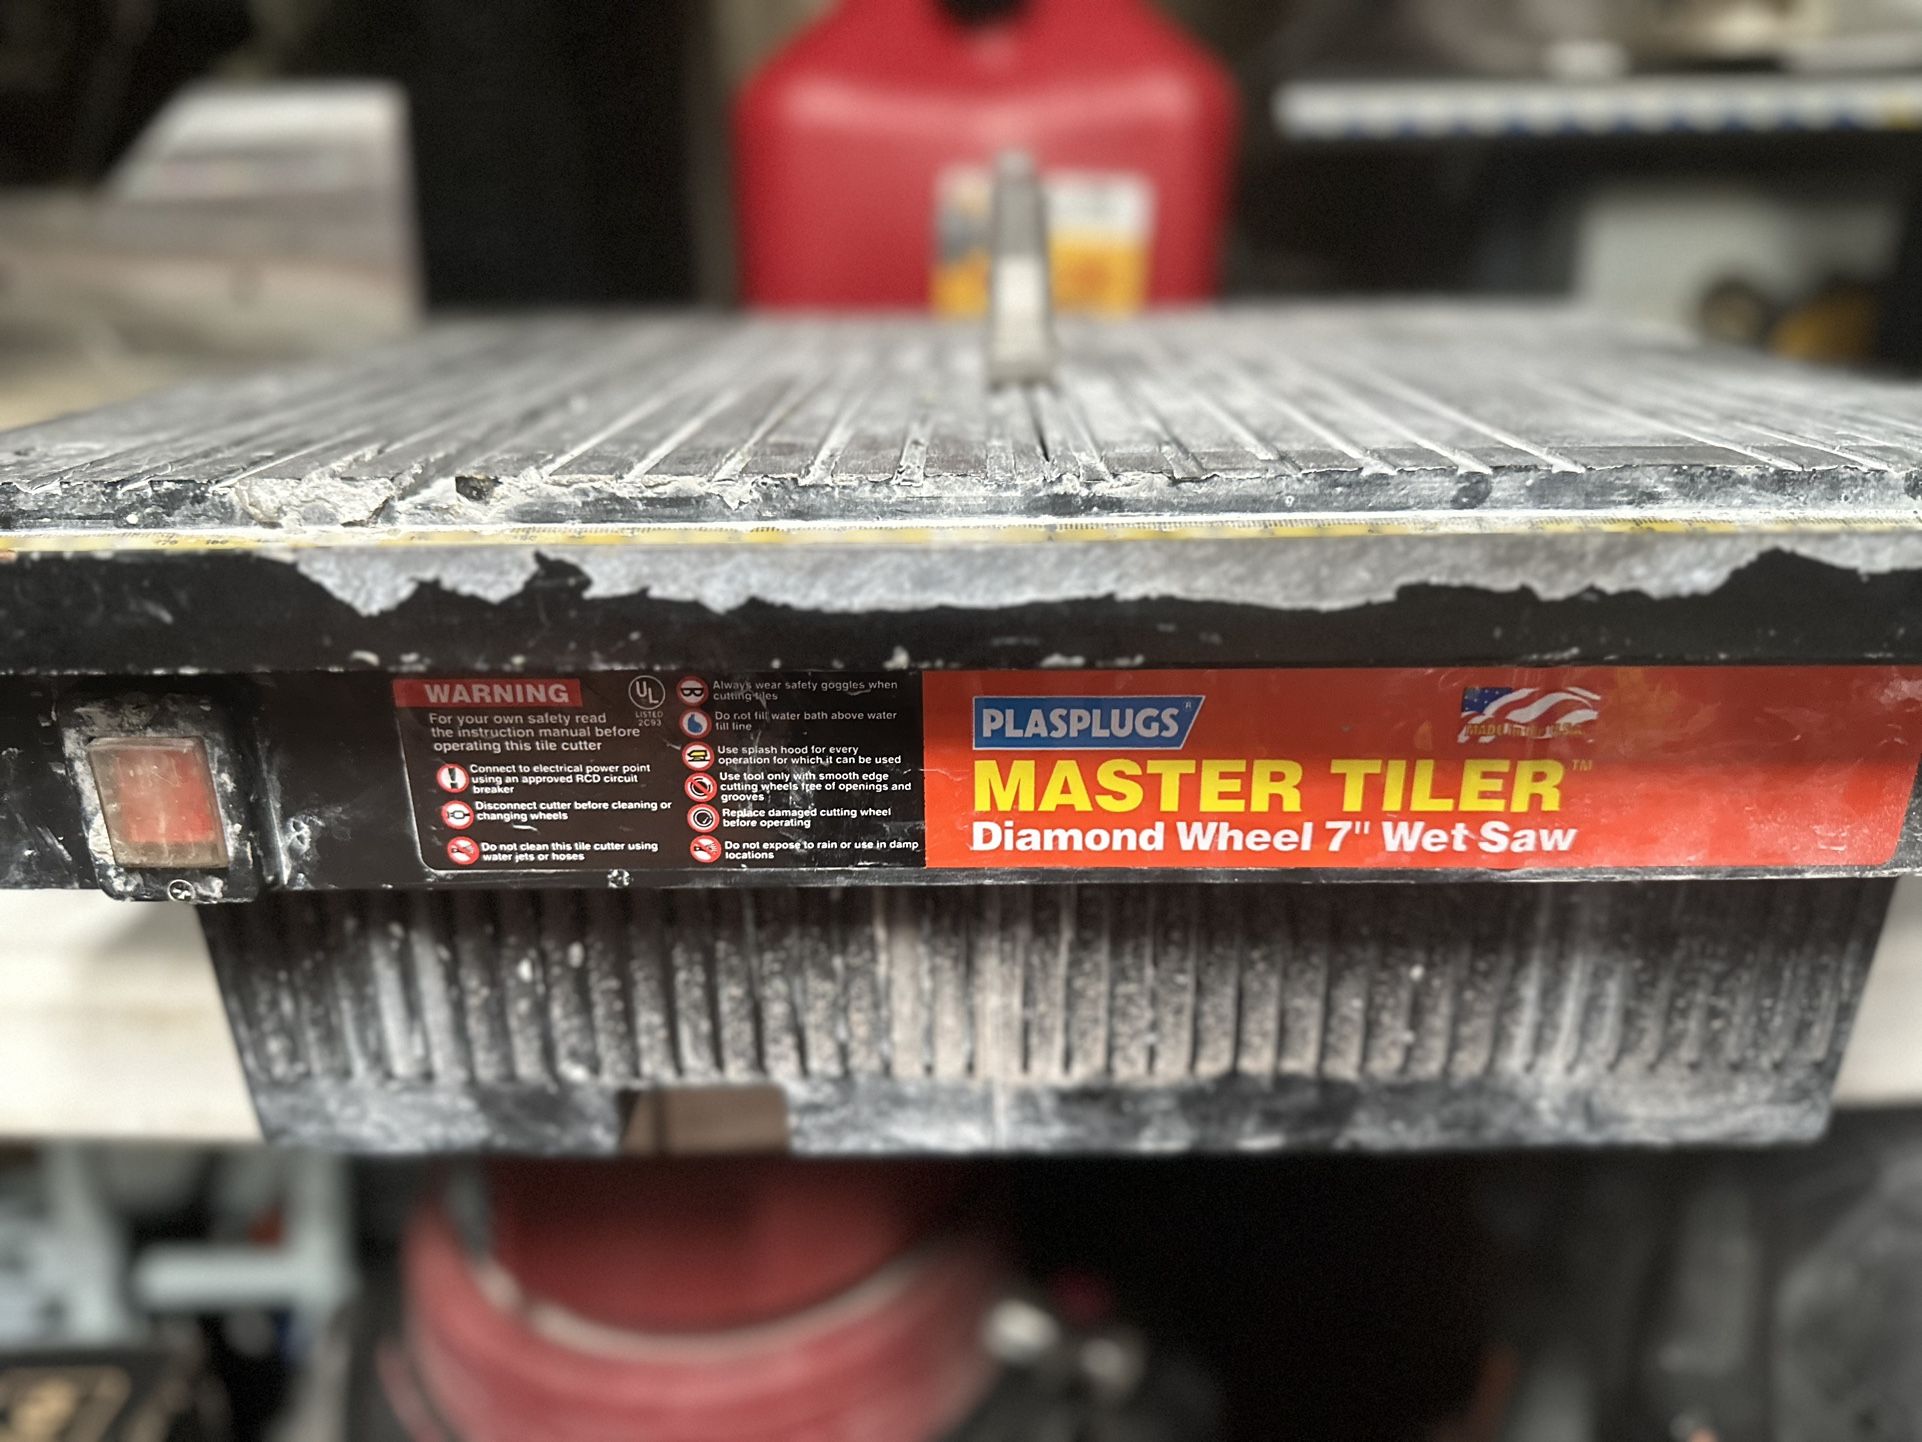 WARNING
For your own safety read
the instruction manual before
operating this tile cutter
UL
LISTED
2C93
Connect to electrical power point
using an approved RCD circuit
breaker
Disconnect cutter before cleaning or
changing wheels
Do not clean this tile cutter using
water jets or hoses
Always wear safety goggles when
cutting tiles
Do not fill water bath above water
fill line
Use splash hood for every
operation for which it can be used
Use tool only with smooth edge
cutting wheels free of openings and
grooves
Replace damaged cutting wheel
before operating
Do not expose to rain or use in damp
locations
PLASPLUGS®
MADE IN U.S.A.
MASTER TILER™
Diamond Wheel 7" Wet Saw